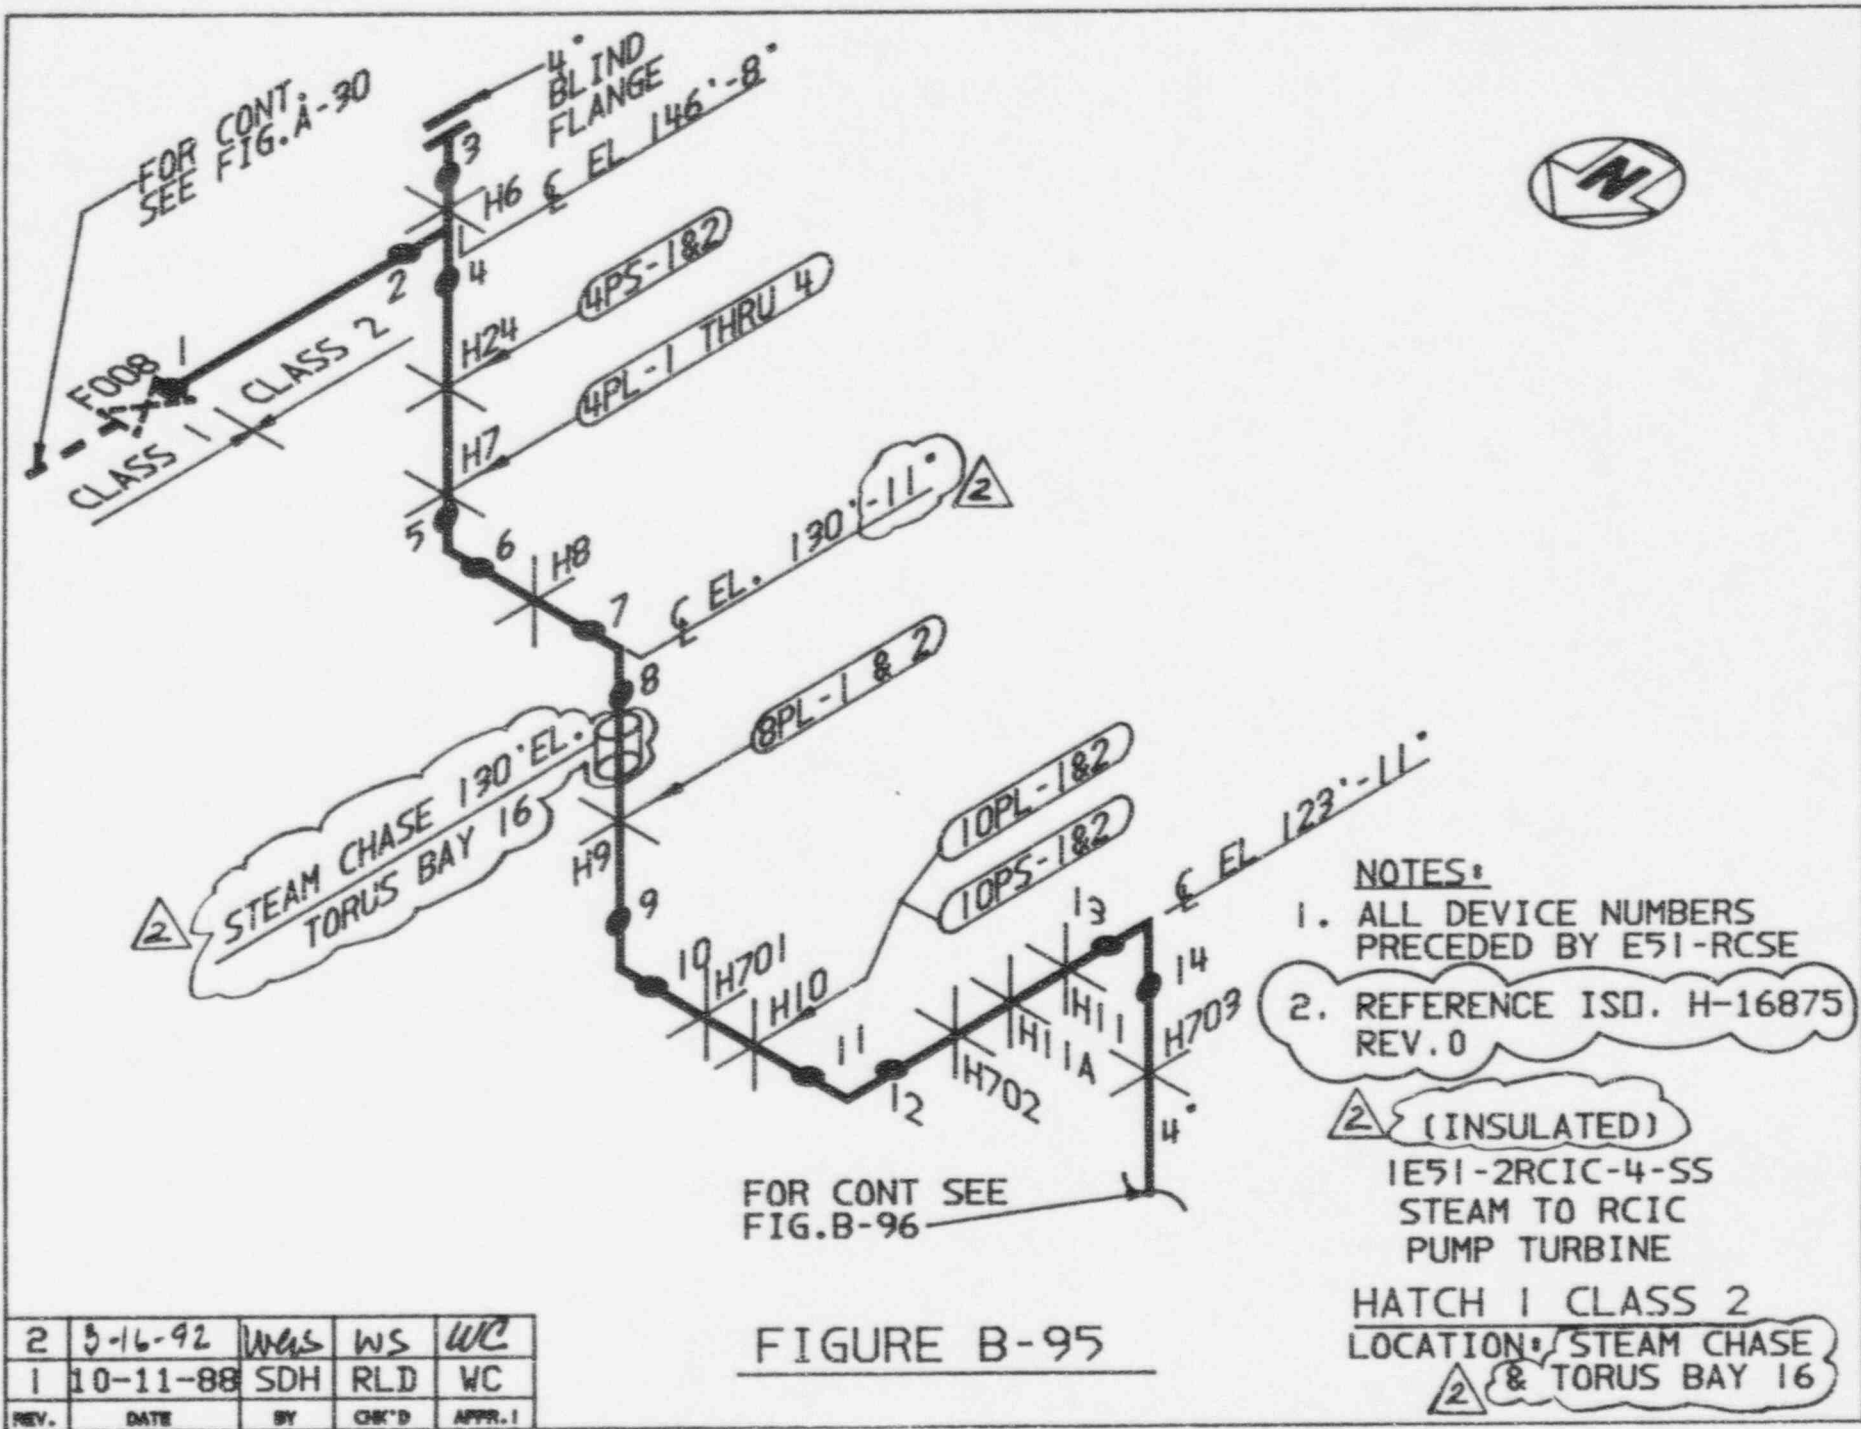 FOR CONT.
SEE FIG.A-30
4"
BLIND
FLANGE
3
H6
℄ EL 146'-8"
N
2
4
4PS-1&2
H24
4PL-1 THRU 4
F008
1
CLASS 2
CLASS 1
H7
5
6
H8
7
℄ EL. 130'-11"
2
8
8PL-1 & 2
STEAM CHASE 130'EL.
TORUS BAY 16
2
H9
9
10
H701
H10
10PL-1&2
10PS-1&2
11
12
H702
H11A
H11
13
℄ EL 123'-11"
14
H703
4"
FOR CONT SEE
FIG.B-96
NOTES:
1. ALL DEVICE NUMBERS
PRECEDED BY E51-RCSE
2. REFERENCE ISO. H-16875
REV.0
2
(INSULATED)
1E51-2RCIC-4-SS
STEAM TO RCIC
PUMP TURBINE
HATCH 1 CLASS 2
LOCATION: STEAM CHASE
2 & TORUS BAY 16
FIGURE B-95
2 3-16-92 WS WC
1 10-11-88 SDH RLD WC
REV. DATE BY CHK'D APPR.1